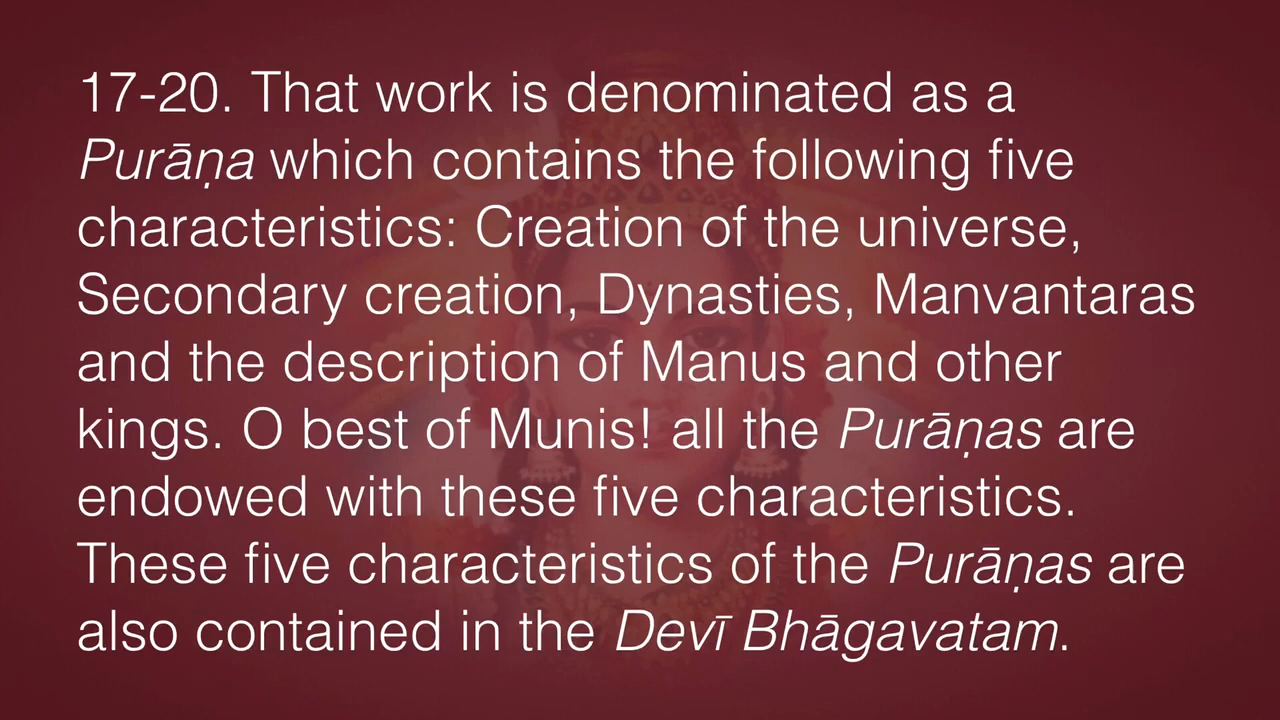 17-20. That work is denominated as a
Purāṇa which contains the following five
characteristics: Creation of the universe,
Secondary creation, Dynasties, Manvantaras
and the description of Manus and other
kings. O best of Munis! all the Purāṇas are
endowed with these five characteristics.
These five characteristics of the Purāṇas are
also contained in the Devī Bhāgavatam.